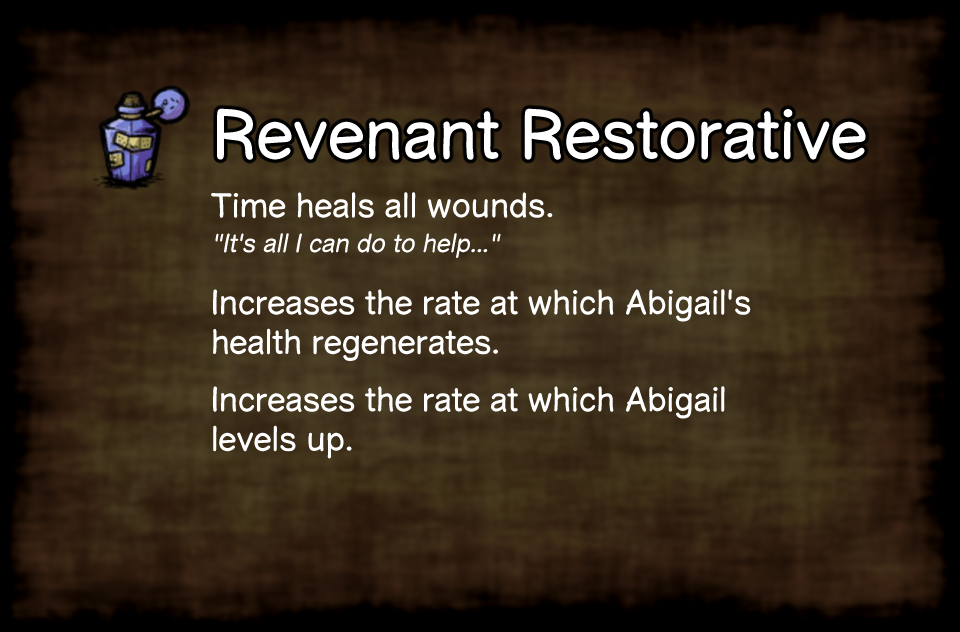 Revenant Restorative
Time heals all wounds.
"It's all I can do to help..."
Increases the rate at which Abigail's
health regenerates.
Increases the rate at which Abigail
levels up.